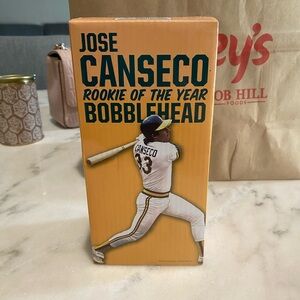 JOSE
CANSECO
ROOKIE OF THE YEAR
BOBBLEHEAD
CANSECO
33
ey's
OB HILL
FOODS